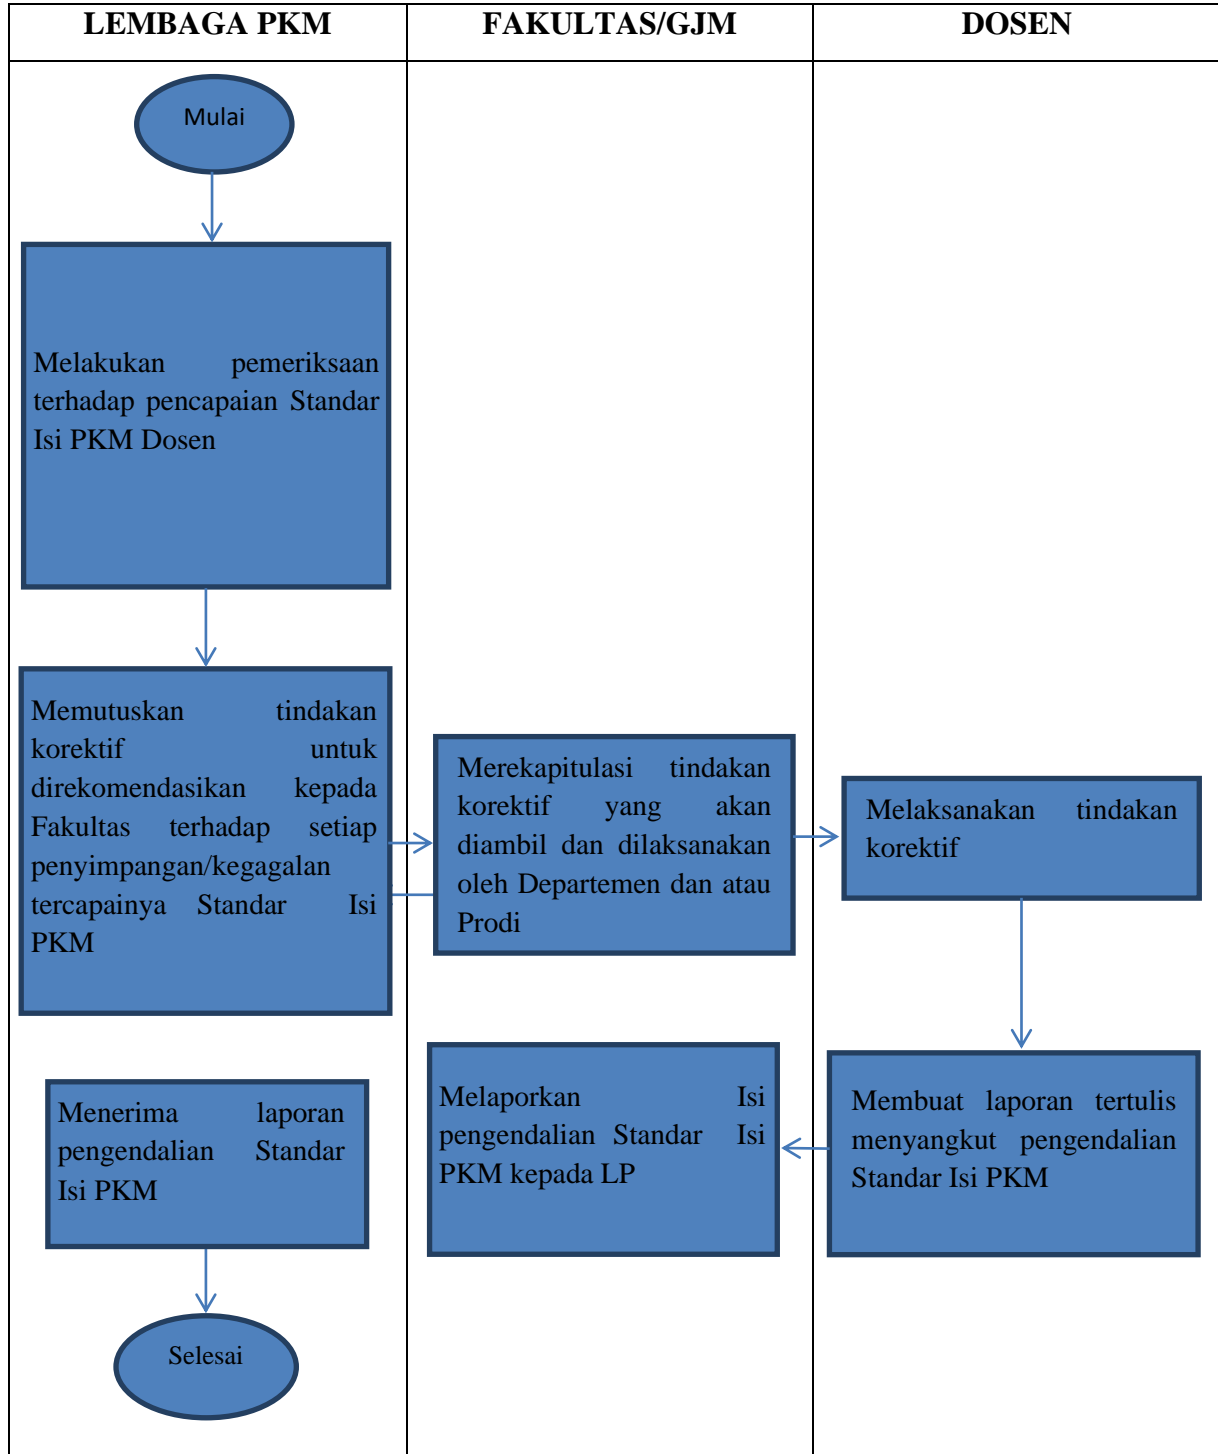 LEMBAGA PKM
FAKULTAS/GJM
DOSEN
Mulai
Melakukan pemeriksaan
terhadap pencapaian Standar
Isi PKM Dosen
Memutuskan tindakan
korektif untuk
direkomendasikan kepada
Fakultas terhadap setiap
penyimpangan/kegagalan
tercapainya Standar Isi
PKM
Merekapitulasi tindakan
korektif yang akan
diambil dan dilaksanakan
oleh Departemen dan atau
Prodi
Melaksanakan tindakan
korektif
Membuat laporan tertulis
menyangkut pengendalian
Standar Isi PKM
Melaporkan Isi
pengendalian Standar Isi
PKM kepada LP
Menerima laporan
pengendalian Standar
Isi PKM
Selesai